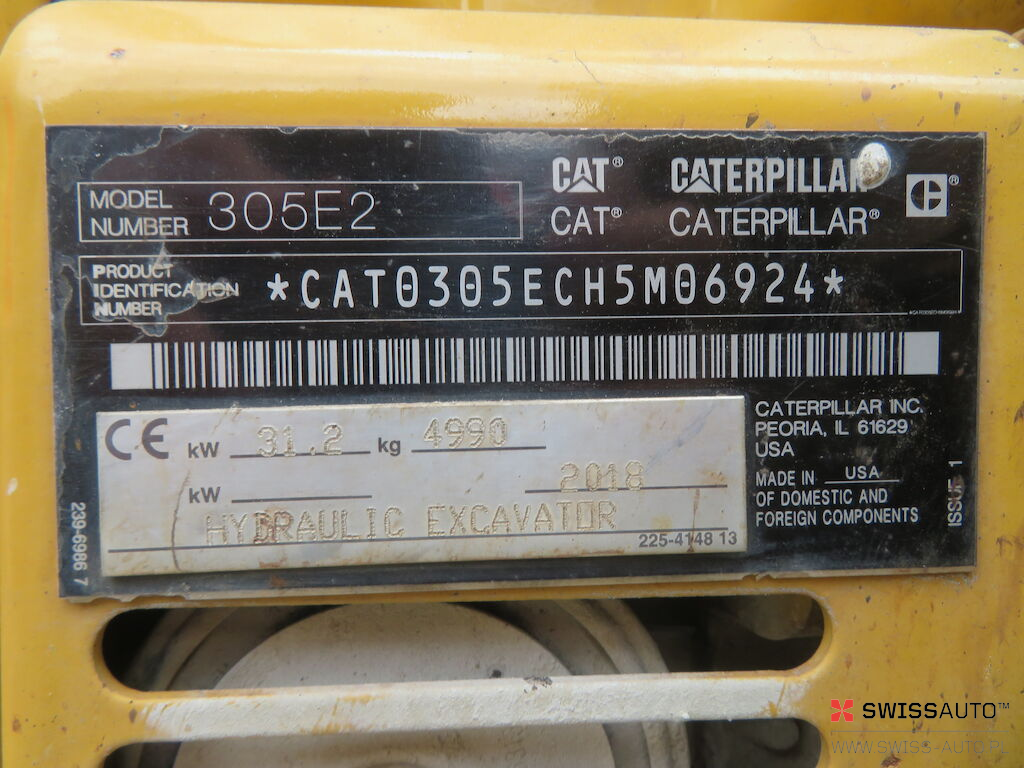 CAT® CATERPILLAR
CAT® CATERPILLAR®
C®
MODEL
NUMBER 305E2
PRODUCT
IDENTIFICATION
NUMBER
*CAT0305ECH5M06924*
CE kW 31.2 kg 4990
kW 2018
HYDRAULIC EXCAVATOR
225-4148 13
239-6986 7
CATERPILLAR INC.
PEORIA, IL 61629
USA
MADE IN USA
OF DOMESTIC AND
FOREIGN COMPONENTS
ISSUE 1
SWISSAUTO™
WWW.SWISS-AUTO.PL